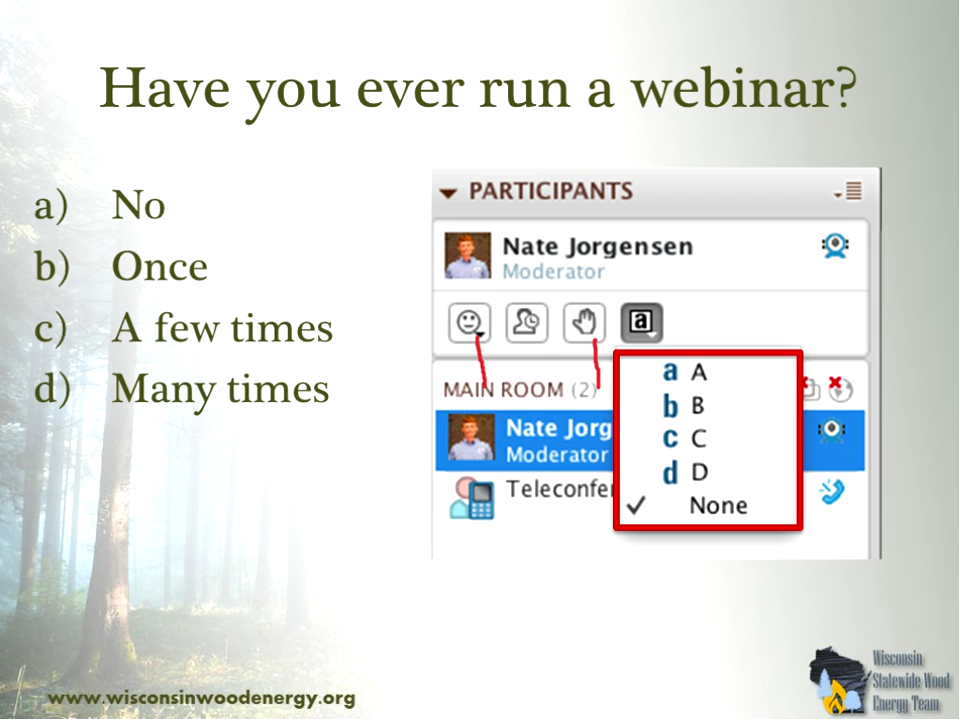 Have you ever run a webinar?
a) No
b) Once
c) A few times
d) Many times
PARTICIPANTS
Nate Jorgensen
Moderator
a
MAIN ROOM (2)
Nate Jorg
Moderator
Teleconfe
a A
b B
c C
d D
None
www.wisconsinwoodenergy.org
Wisconsin
Statewide Wood
Energy Team